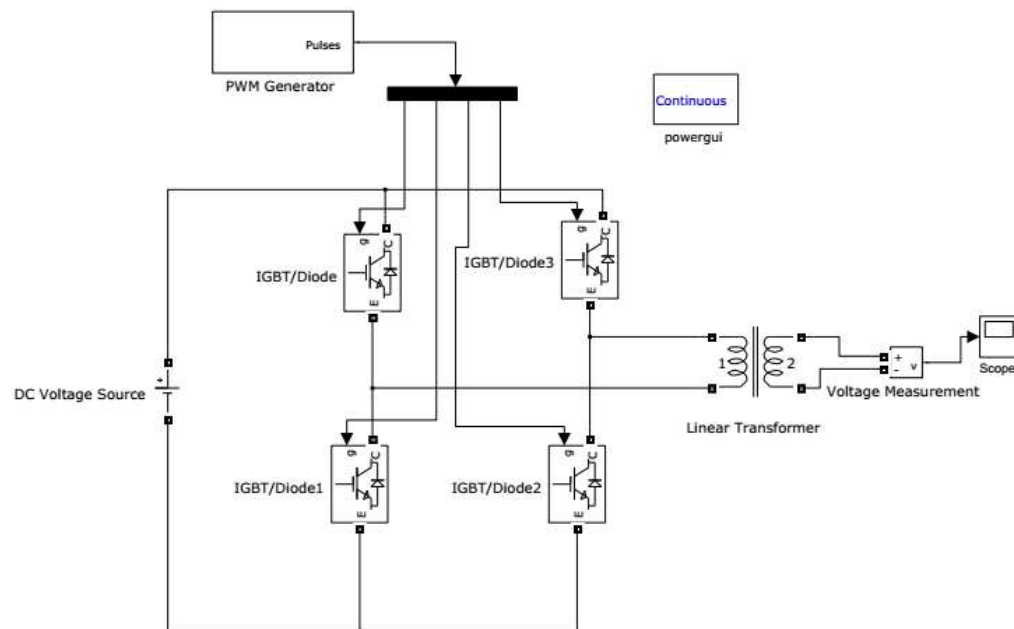 Pulses
PWM Generator
Continuous
powergui
g
C
IGBT/Diode
E
g
C
IGBT/Diode3
E
+
DC Voltage Source
1
2
+
-
v
Scope
Voltage Measurement
Linear Transformer
g
C
IGBT/Diode1
E
g
C
IGBT/Diode2
E